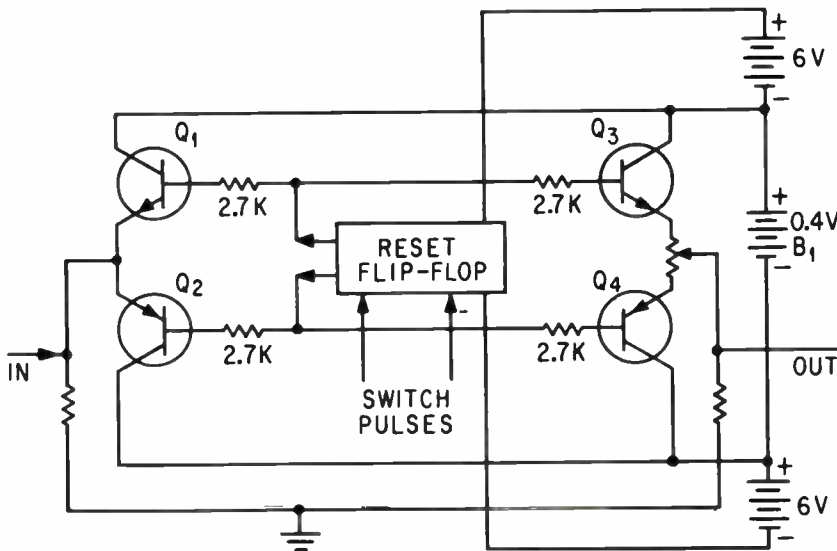 +
6V
-
Q1
Q3
2.7K
2.7K
+
0.4V
B1
-
RESET
FLIP-FLOP
Q2
Q4
-
2.7K
2.7K
IN
OUT
SWITCH
PULSES
+
6V
-